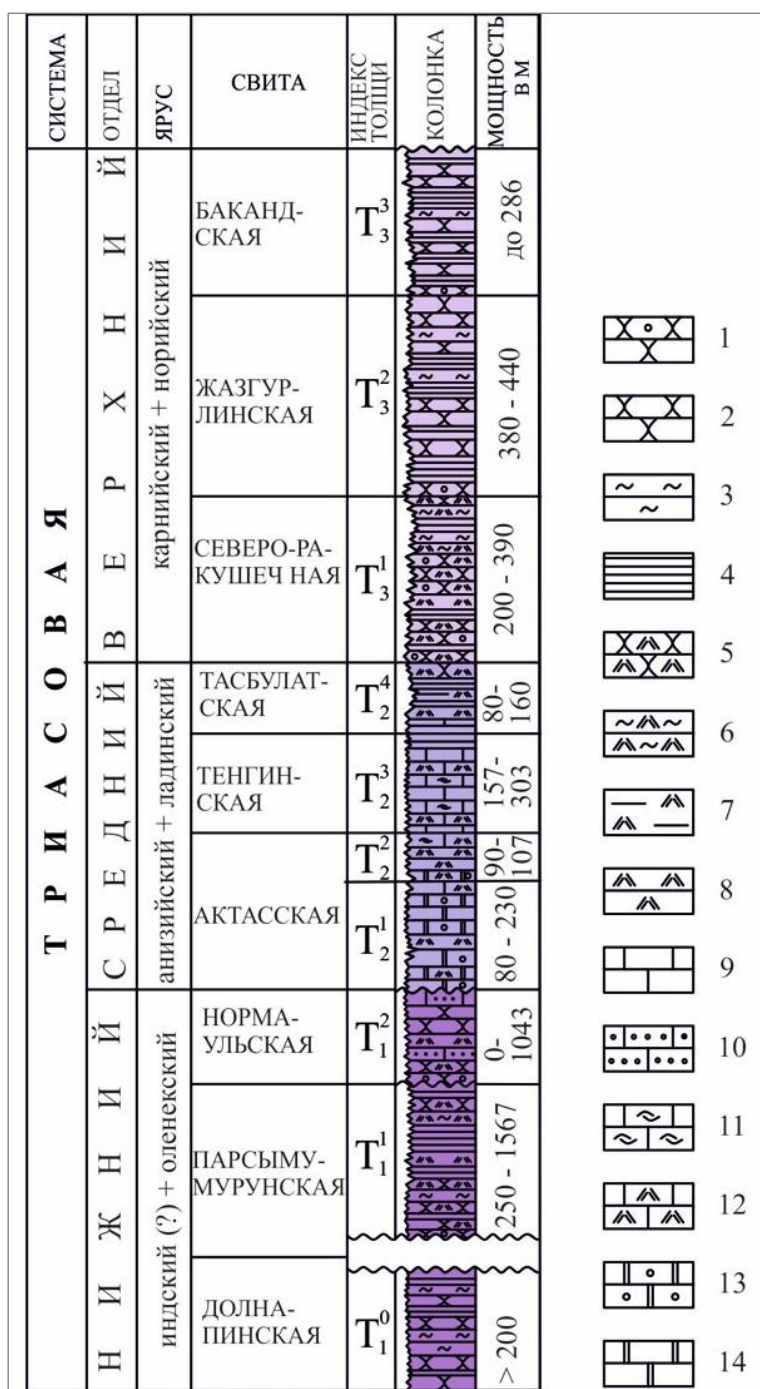 СИСТЕМА
ОТДЕЛ
ЯРУС
СВИТА
ИНДЕКС
ТОЛЩИ
КОЛОНКА
МОЩНОСТЬ
В М
ТРИАСОВАЯ
ВЕРХНИЙ
карнийский + норийский
БАКАНД-
СКАЯ
T₃³
до 286
ЖАЗГУР-
ЛИНСКАЯ
T₃²
380 - 440
СЕВЕРО-РА-
КУШЕЧ НАЯ
T₃¹
200 - 390
СРЕДНИЙ
анизийский + ладинский
ТАСБУЛАТ-
СКАЯ
T₂⁴
80-
160
ТЕНГИН-
СКАЯ
T₂³
157-
303
АКТАССКАЯ
T₂²
90-
107
T₂¹
80 - 230
НИЖНИЙ
индский (?) + оленекский
НОРМА-
УЛЬСКАЯ
T₁²
0-
1043
ПАРСЫМУ-
МУРУНСКАЯ
T₁¹
250 - 1567
ДОЛНА-
ПИНСКАЯ
T₁⁰
> 200
1
2
3
4
5
6
7
8
9
10
11
12
13
14